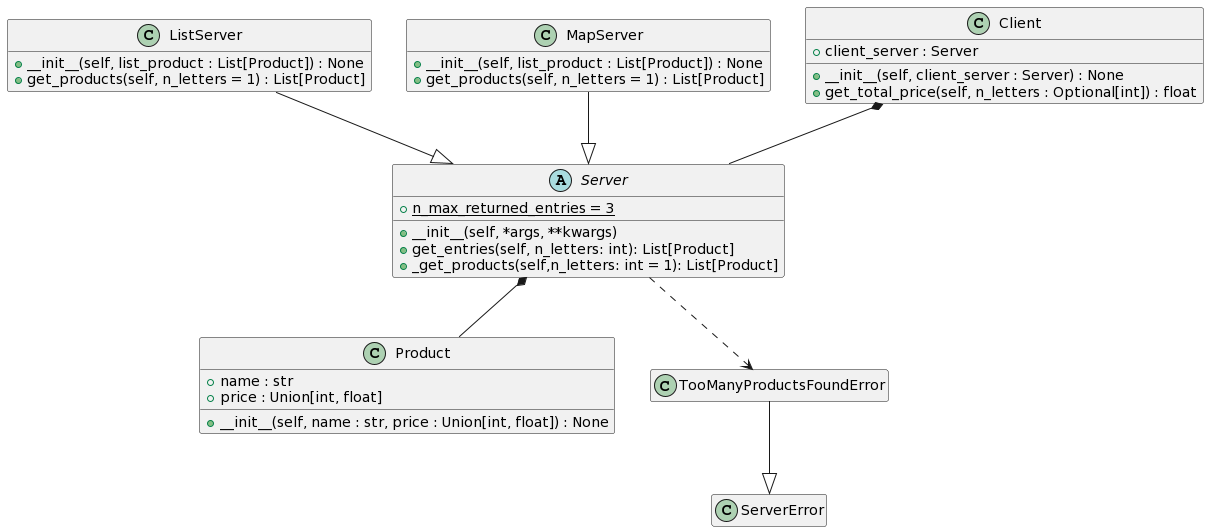 C ListServer
+ __init__(self, list_product : List[Product]) : None
+ get_products(self, n_letters = 1) : List[Product]
C MapServer
+ __init__(self, list_product : List[Product]) : None
+ get_products(self, n_letters = 1) : List[Product]
C Client
client_server : Server
__init__(self, client_server : Server) : None
get_total_price(self, n_letters : Optional[int]) : float
A Server
n_max_returned_entries = 3
__init__(self, *args, **kwargs)
get_entries(self, n_letters: int): List[Product]
_get_products(self,n_letters: int = 1): List[Product]
C Product
name : str
price : Union[int, float]
__init__(self, name : str, price : Union[int, float]) : None
C TooManyProductsFoundError
C ServerError